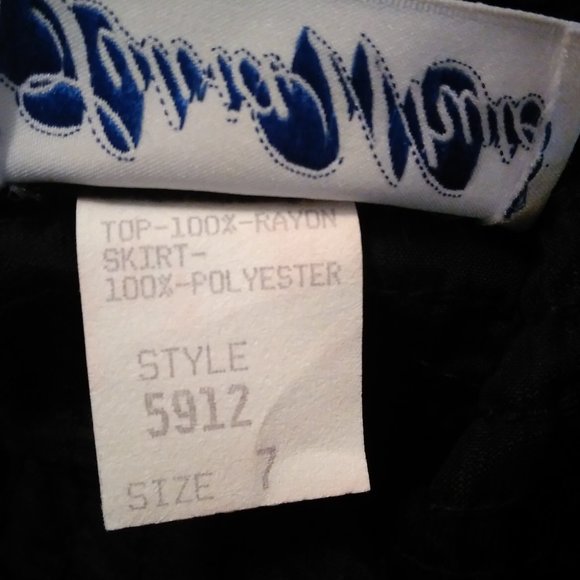 TOP-100%-RAYON
SKIRT-
100%-POLYESTER
STYLE
5912
SIZE 7